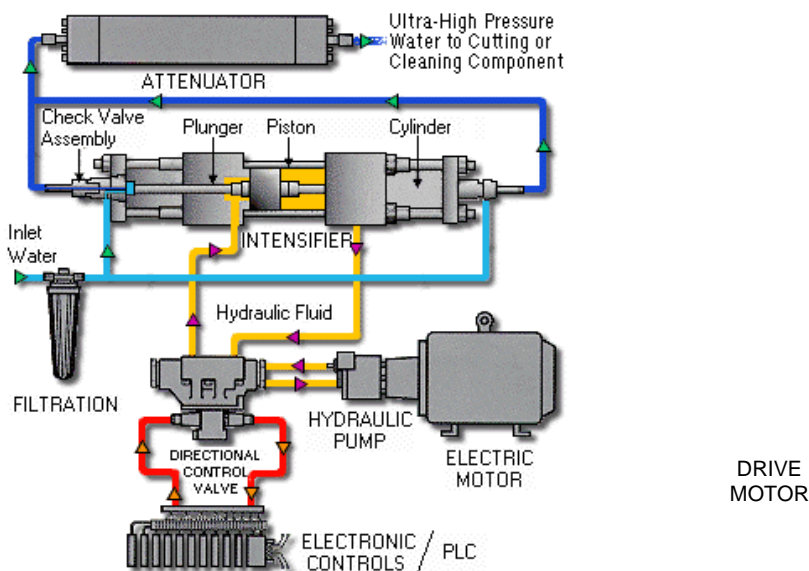 Ultra-High Pressure
Water to Cutting or
Cleaning Component
ATTENUATOR
Check Valve
Assembly
Plunger
Piston
Cylinder
INTENSIFIER
Inlet
Water
Hydraulic Fluid
FILTRATION
HYDRAULIC
PUMP
ELECTRIC
MOTOR
DIRECTIONAL
CONTROL
VALVE
DRIVE
MOTOR
ELECTRONIC
CONTROLS / PLC